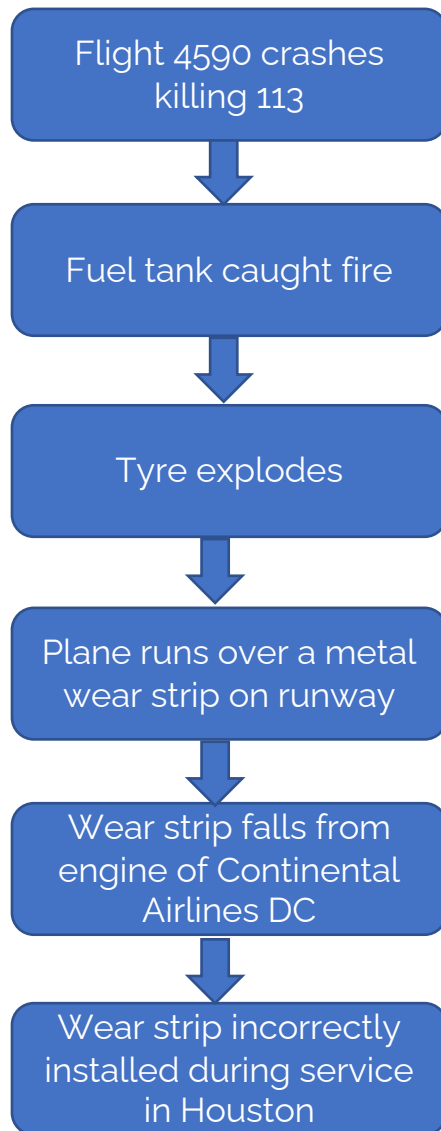 Flight 4590 crashes
killing 113
Fuel tank caught fire
Tyre explodes
Plane runs over a metal
wear strip on runway
Wear strip falls from
engine of Continental
Airlines DC
Wear strip incorrectly
installed during service
in Houston